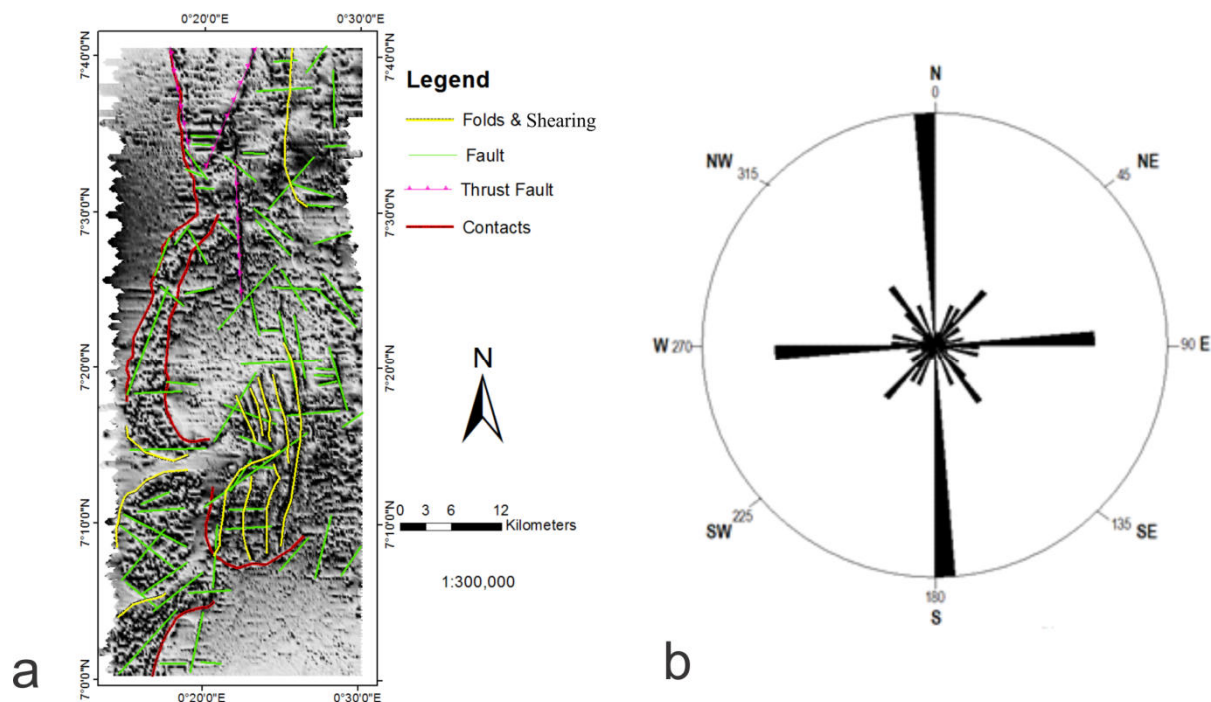 0°20'0"E
0°30'0"E
7°40'0"N
7°40'0"N
Legend
Folds & Shearing
Fault
Thrust Fault
Contacts
7°30'0"N
7°30'0"N
7°20'0"N
7°20'0"N
N
7°10'0"N
7°10'0"N
0 3 6 12
Kilometers
1:300,000
7°0'0"N
7°0'0"N
0°20'0"E
0°30'0"E
a
N
0
NW
315
NE
45
W 270
90 E
SW
225
135
SE
180
S
b